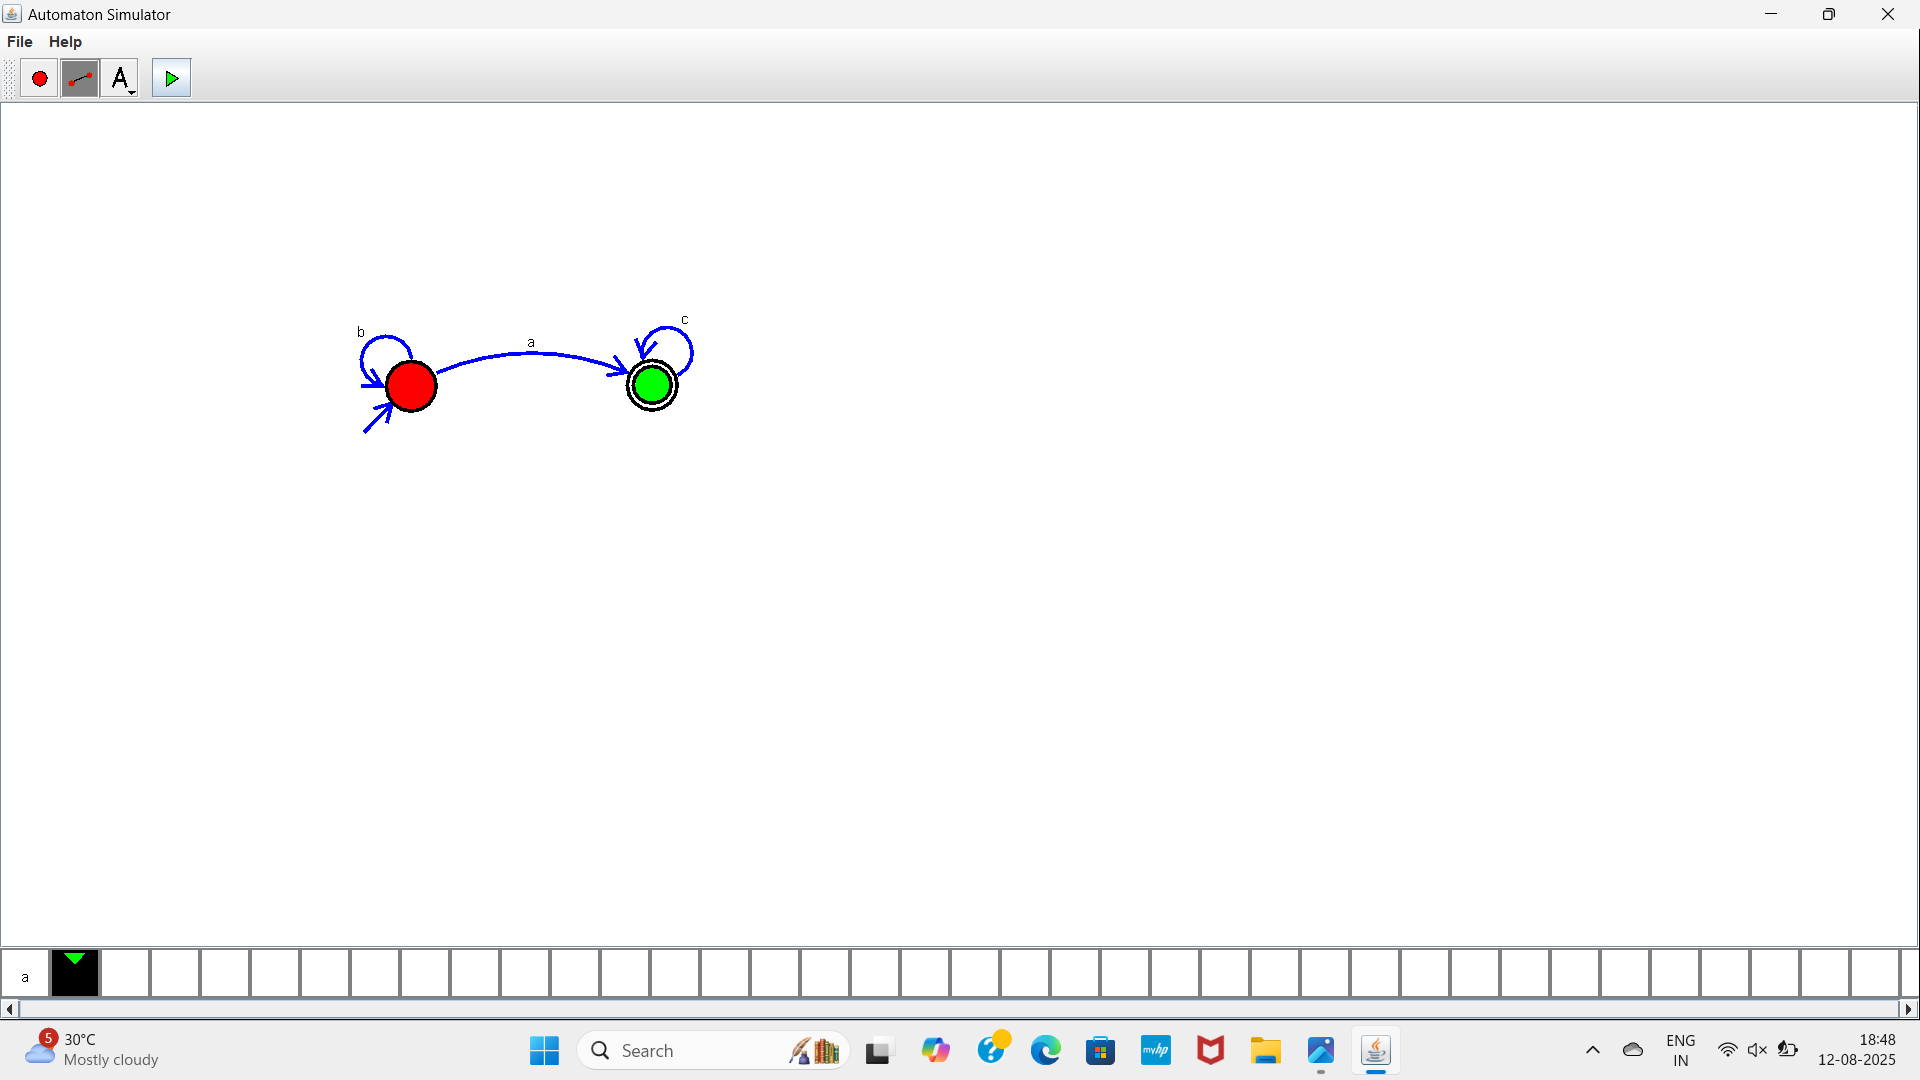 Automaton Simulator
File Help
A
b
a
c
a
5
30°C
Mostly cloudy
Search
myhp
ENG
IN
18:48
12-08-2025